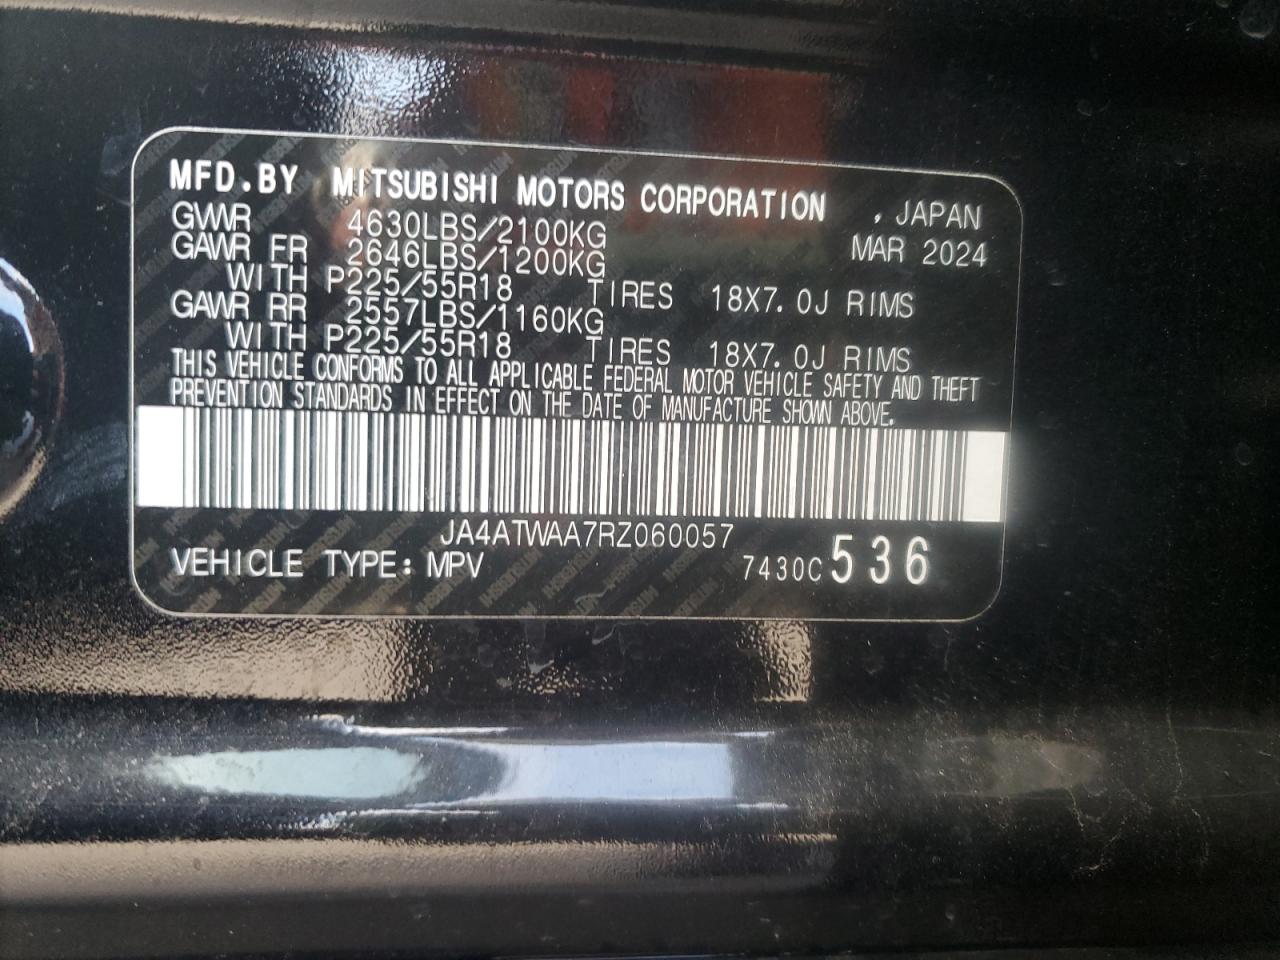 MFD.BY MITSUBISHI MOTORS CORPORATION , JAPAN
GVWR 4630LBS/2100KG MAR 2024
GAWR FR 2646LBS/1200KG
WITH P225/55R18 TIRES 18X7.0J RIMS
GAWR RR 2557LBS/1160KG
WITH P225/55R18 TIRES 18X7.0J RIMS
THIS VEHICLE CONFORMS TO ALL APPLICABLE FEDERAL MOTOR VEHICLE SAFETY AND THEFT
PREVENTION STANDARDS IN EFFECT ON THE DATE OF MANUFACTURE SHOWN ABOVE.
JA4ATWAA7RZ060057
VEHICLE TYPE: MPV 7430C 536